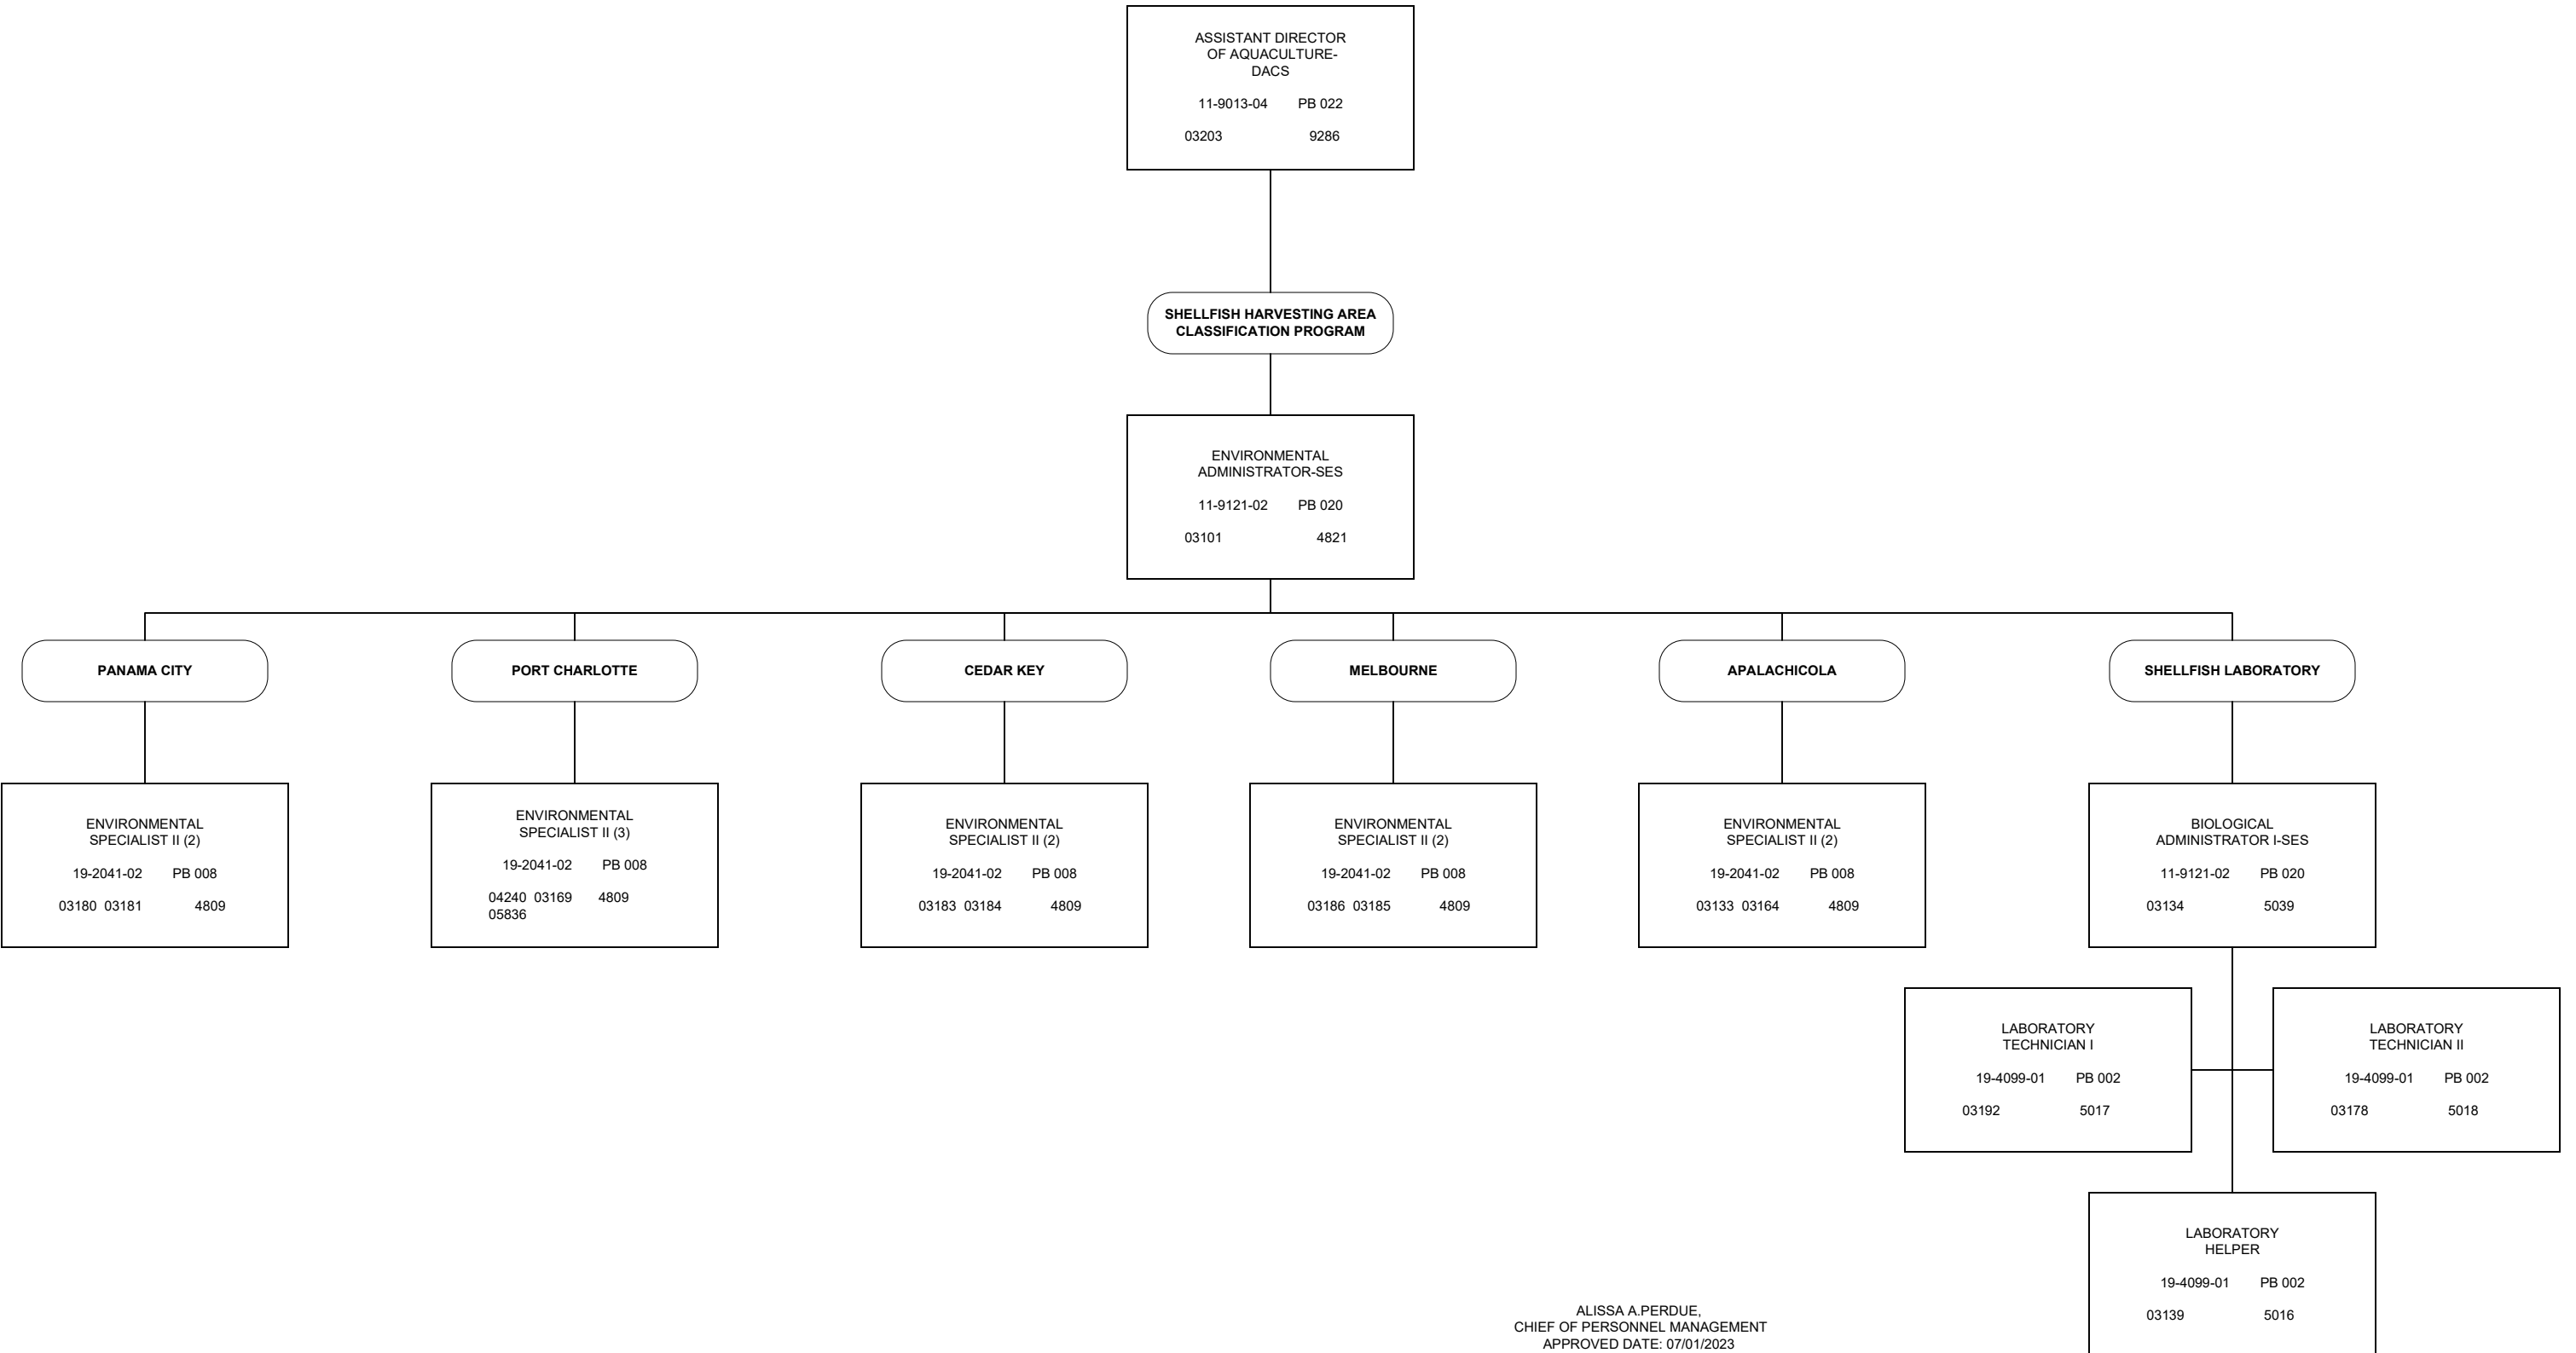 ASSISTANT DIRECTOR
OF AQUACULTURE-
DACS
11-9013-04 PB 022
03203 9286
SHELLFISH HARVESTING AREA
CLASSIFICATION PROGRAM
ENVIRONMENTAL
ADMINISTRATOR-SES
11-9121-02 PB 020
03101 4821
PANAMA CITY
PORT CHARLOTTE
CEDAR KEY
MELBOURNE
APALACHICOLA
SHELLFISH LABORATORY
ENVIRONMENTAL
SPECIALIST II (2)
19-2041-02 PB 008
03180 03181 4809
ENVIRONMENTAL
SPECIALIST II (3)
19-2041-02 PB 008
04240 03169 4809
05836
ENVIRONMENTAL
SPECIALIST II (2)
19-2041-02 PB 008
03183 03184 4809
ENVIRONMENTAL
SPECIALIST II (2)
19-2041-02 PB 008
03186 03185 4809
ENVIRONMENTAL
SPECIALIST II (2)
19-2041-02 PB 008
03133 03164 4809
BIOLOGICAL
ADMINISTRATOR I-SES
11-9121-02 PB 020
03134 5039
LABORATORY
TECHNICIAN I
19-4099-01 PB 002
03192 5017
LABORATORY
TECHNICIAN II
19-4099-01 PB 002
03178 5018
LABORATORY
HELPER
19-4099-01 PB 002
03139 5016
ALISSA A.PERDUE,
CHIEF OF PERSONNEL MANAGEMENT
APPROVED DATE: 07/01/2023